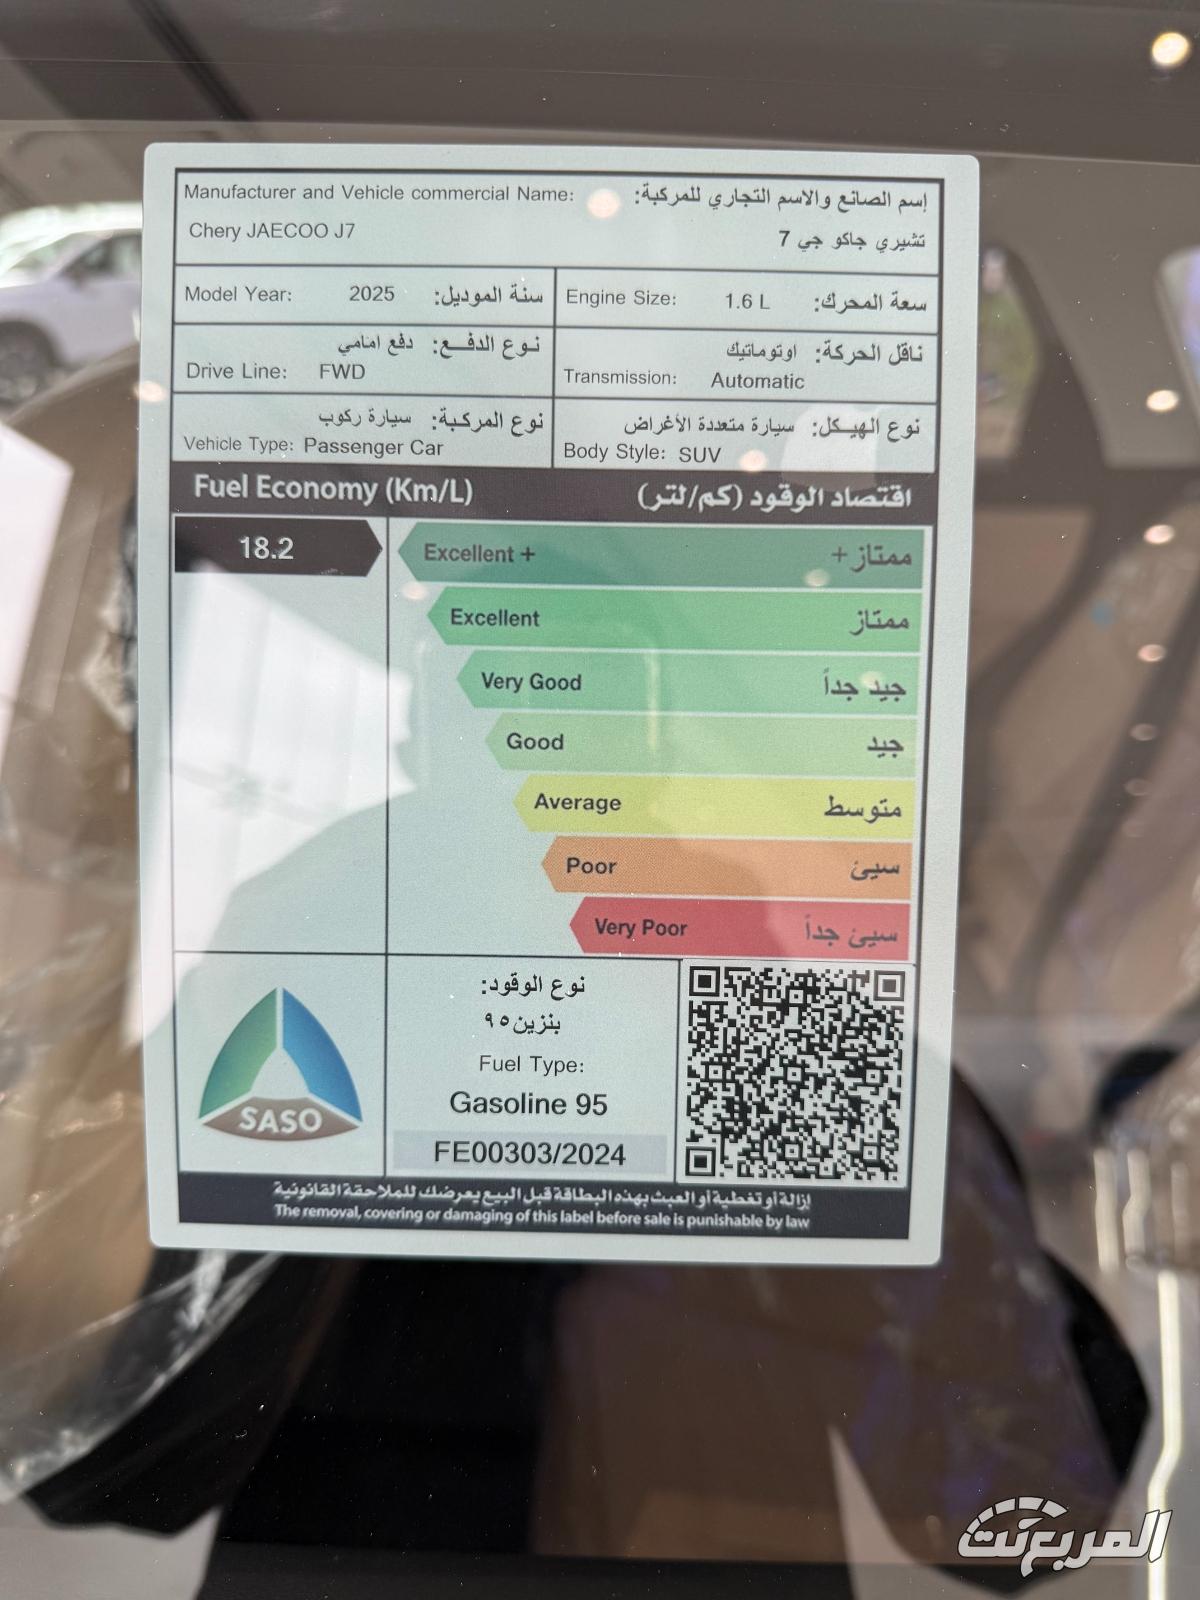 Manufacturer and Vehicle commercial Name: إسم الصانع والاسم التجاري للمركبة:
Chery JAECOO J7 تشيري جاكو جي 7
Model Year: 2025 سنة الموديل:
Engine Size: 1.6 L سعة المحرك:
نوع الدفع: دفع امامي
Drive Line: FWD
ناقل الحركة: اوتوماتيك
Transmission: Automatic
نوع المركبة: سيارة ركوب
Vehicle Type: Passenger Car
نوع الهيكل: سيارة متعددة الأغراض
Body Style: SUV
Fuel Economy (Km/L) اقتصاد الوقود (كم/لتر)
18.2
Excellent + ممتاز +
Excellent ممتاز
Very Good جيد جداً
Good جيد
Average متوسط
Poor سيئ
Very Poor سيئ جداً
SASO
نوع الوقود:
بنزين٩٥
Fuel Type:
Gasoline 95
FE00303/2024
إزالة أو تغطية أو العبث بهذه البطاقة قبل البيع يعرضك للملاحقة القانونية
The removal, covering or damaging of this label before sale is punishable by law
المربع نت